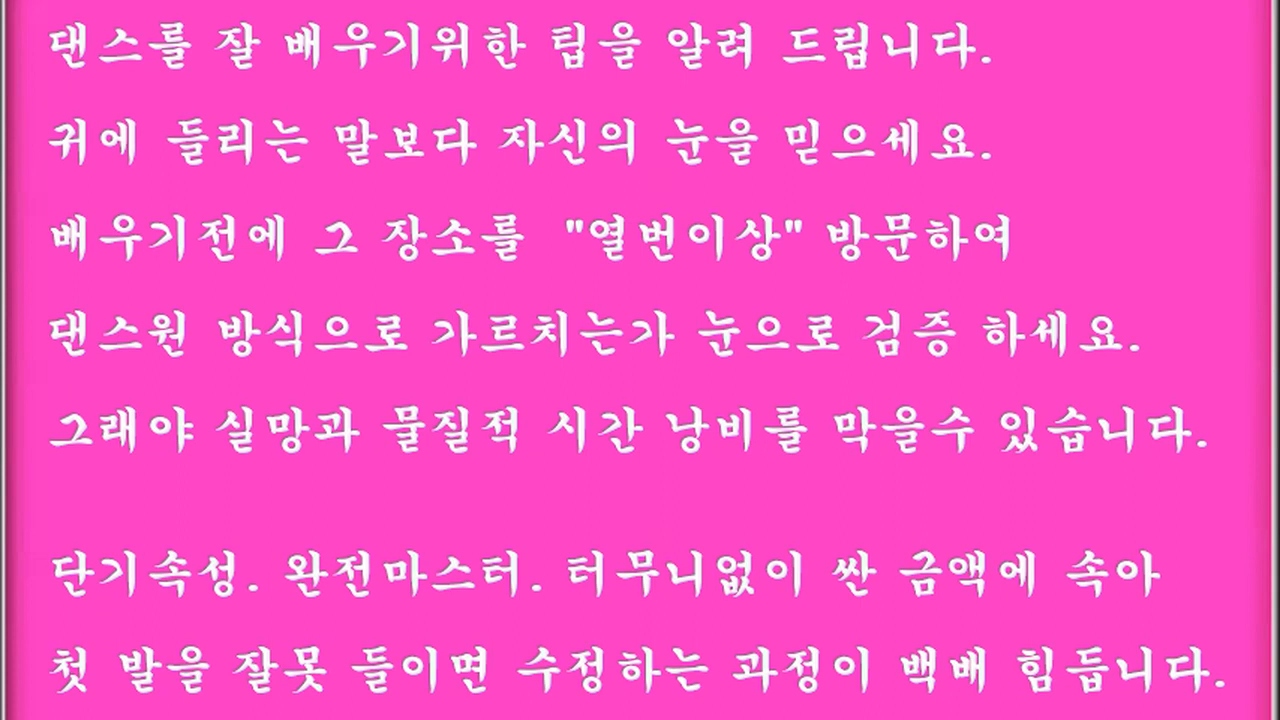 댄스를 잘 배우기위한 팁을 알려 드립니다.
귀에 들리는 말보다 자신의 눈을 믿으세요.
배우기전에 그 장소를 "열번이상" 방문하여
댄스원 방식으로 가르치는가 눈으로 검증 하세요.
그래야 실망과 물질적 시간 낭비를 막을수 있습니다.
단기속성. 완전마스터. 터무니없이 싼 금액에 속아
첫 발을 잘못 들이면 수정하는 과정이 백배 힘듭니다.